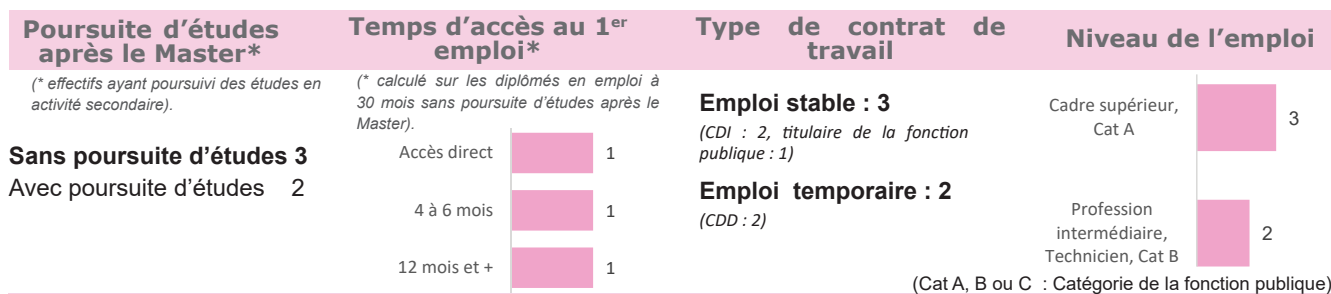 Poursuite d'études
après le Master*
(* effectifs ayant poursuivi des études en
activité secondaire).
Sans poursuite d'études 3
Avec poursuite d'études 2
Temps d'accès au 1er
emploi*
(* calculé sur les diplômés en emploi à
30 mois sans poursuite d'études après le
Master).
Accès direct 1
4 à 6 mois 1
12 mois et + 1
Type de contrat de
travail
Emploi stable : 3
(CDI : 2, titulaire de la fonction
publique : 1)
Emploi temporaire : 2
(CDD : 2)
Niveau de l'emploi
Cadre supérieur,
Cat A
3
Profession
intermédiaire,
Technicien, Cat B
2
(Cat A, B ou C : Catégorie de la fonction publique)